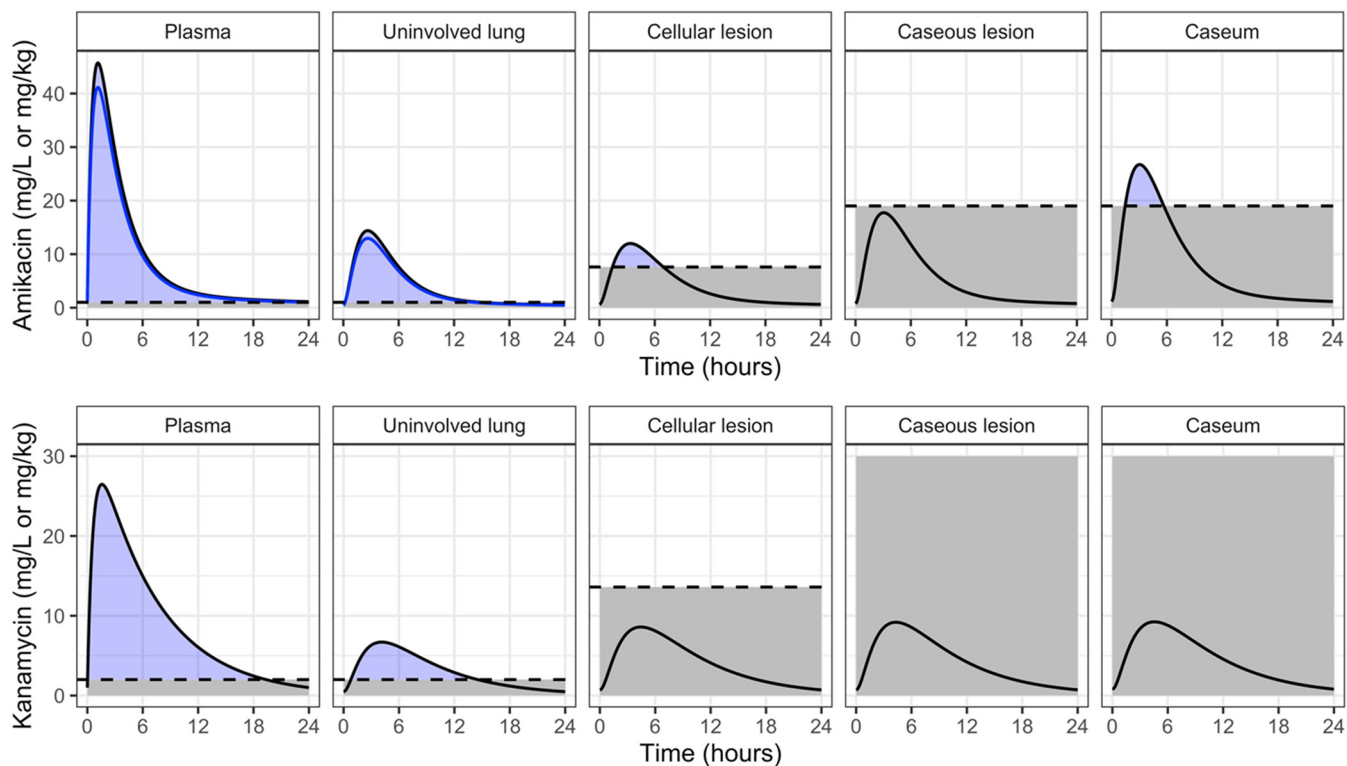 Plasma Uninvolved lung Cellular lesion Caseous lesion Caseum
Amikacin (mg/L or mg/kg)
40
30
20
10
0
0 6 12 18 24 0 6 12 18 24 0 6 12 18 24 0 6 12 18 24 0 6 12 18 24
Time (hours)
Plasma Uninvolved lung Cellular lesion Caseous lesion Caseum
Kanamycin (mg/L or mg/kg)
30
20
10
0
0 6 12 18 24 0 6 12 18 24 0 6 12 18 24 0 6 12 18 24 0 6 12 18 24
Time (hours)